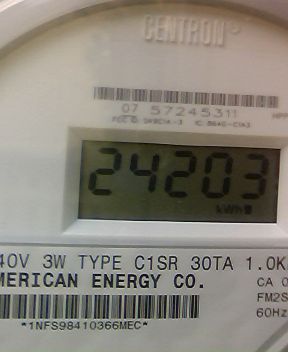 CENTRON
07 57245311
24203
kWh
40V 3W TYPE C1SR 30TA 1.0K
MERICAN ENERGY CO.
CA 0
FM2S
60Hz
*1NFS98410366MEC*